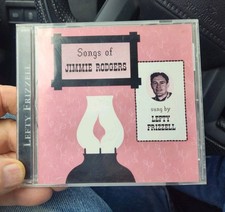 LEFTY FRIZZELL
Songs of
JIMMIE RODGERS
sung by
LEFTY
FRIZZELL